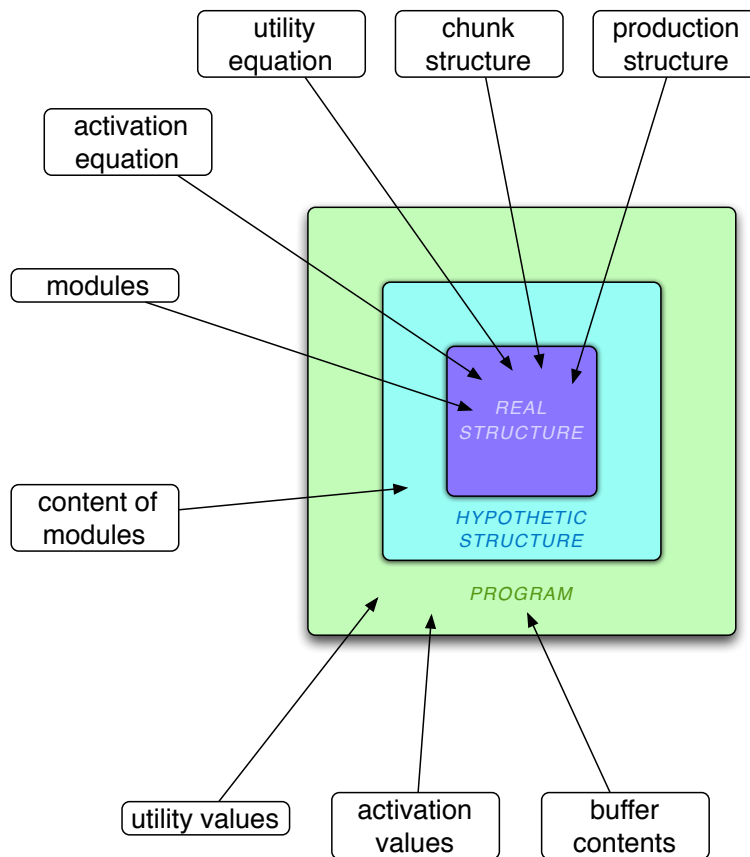 utility
equation
chunk
structure
production
structure
activation
equation
modules
REAL
STRUCTURE
content of
modules
HYPOTHETIC
STRUCTURE
PROGRAM
utility values
activation
values
buffer
contents